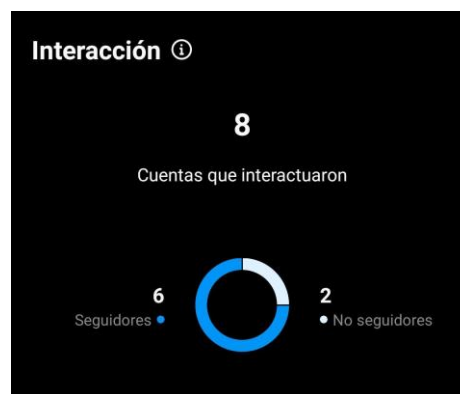 Interacción
8
Cuentas que interactuaron
6
Seguidores
2
No seguidores